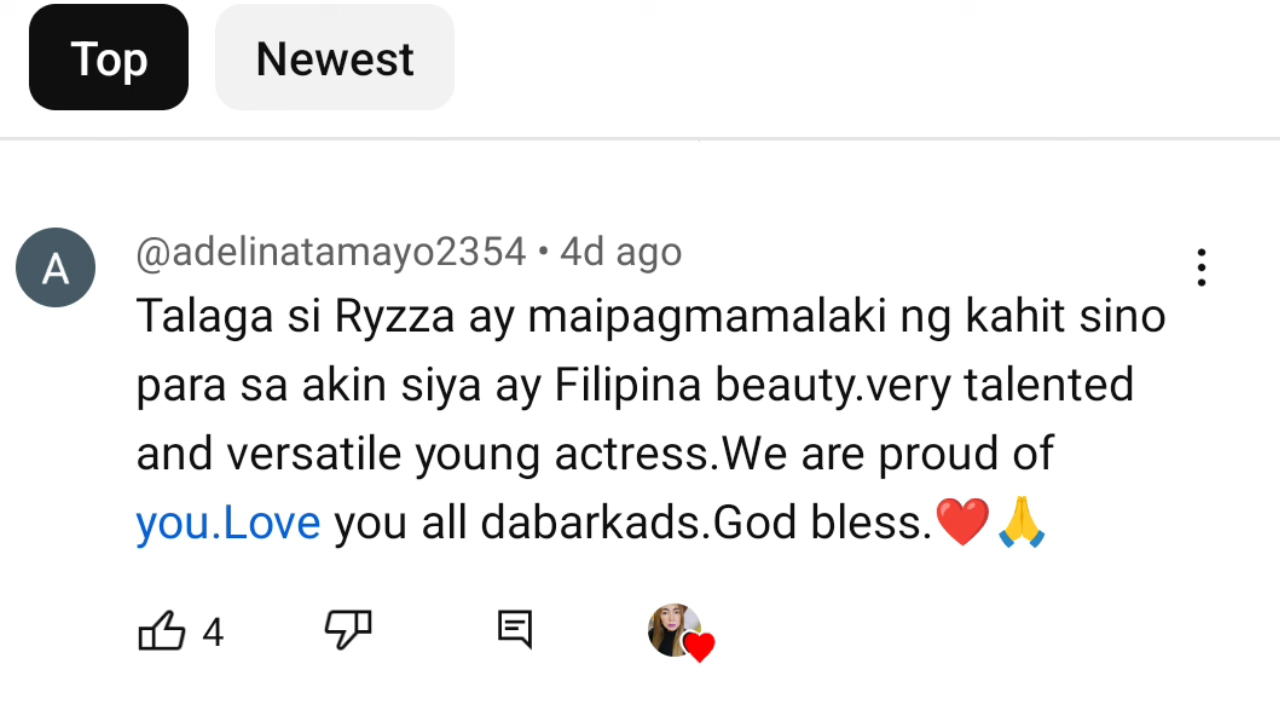 Top Newest
@adelinatamayo2354 • 4d ago
A
Talaga si Ryzza ay maipagmamalaki ng kahit sino
para sa akin siya ay Filipina beauty.very talented
and versatile young actress.We are proud of
you.Love you all dabarkads.God bless.❤️🙏
4